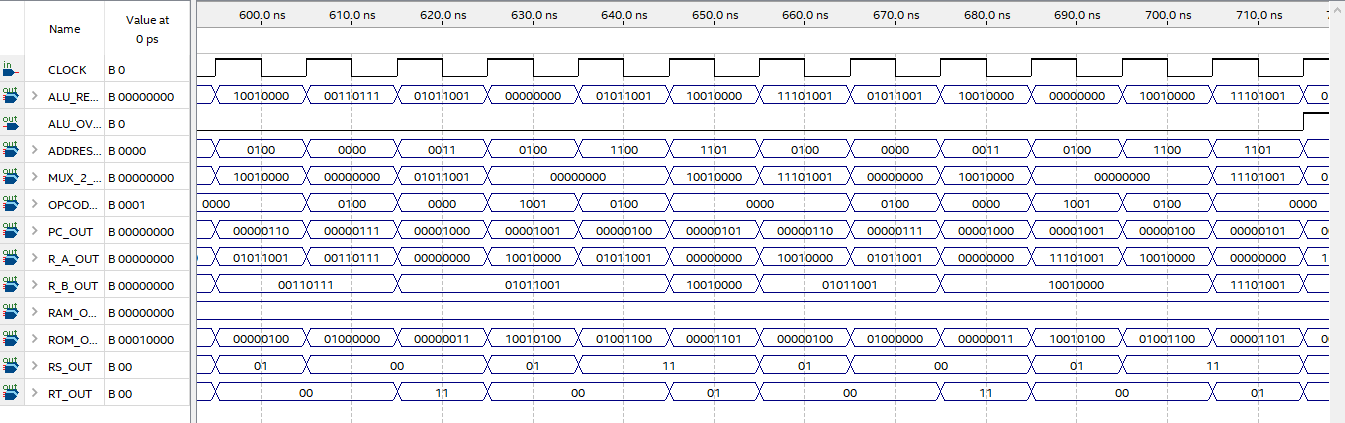 Name
Value at
0 ps
600.0 ns 610.0 ns 620.0 ns 630.0 ns 640.0 ns 650.0 ns 660.0 ns 670.0 ns 680.0 ns 690.0 ns 700.0 ns 710.0 ns
in CLOCK B 0
out ALU_RE... B 00000000 10010000 00110111 01011001 00000000 01011001 10010000 11101001 01011001 10010000 00000000 10010000 11101001 0
out ALU_OV... B 0
out ADDRES... B 0000 0100 0000 0011 0100 1100 1101 0100 0000 0011 0100 1100 1101
out MUX_2_... B 00000000 10010000 00000000 01011001 00000000 10010000 11101001 00000000 10010000 00000000 11101001 0
out OPCOD... B 0001 0000 0100 0000 1001 0100 0000 0100 0000 1001 0100 0000
out PC_OUT B 00000000 00000110 00000111 00001000 00001001 00000100 00000101 00000110 00000111 00001000 00001001 00000100 00000101 00
out R_A_OUT B 00000000 01011001 00110111 00000000 10010000 01011001 00000000 10010000 01011001 00000000 11101001 10010000 00000000 1
out R_B_OUT B 00000000 00110111 01011001 10010000 01011001 10010000 11101001
out RAM_O... B 00000000
out ROM_O... B 00010000 00000100 01000000 00000011 10010100 01001100 00001101 00000100 01000000 00000011 10010100 01001100 00001101 00
out RS_OUT B 00 01 00 01 11 01 00 01 11
out RT_OUT B 00 00 11 00 01 00 11 00 01